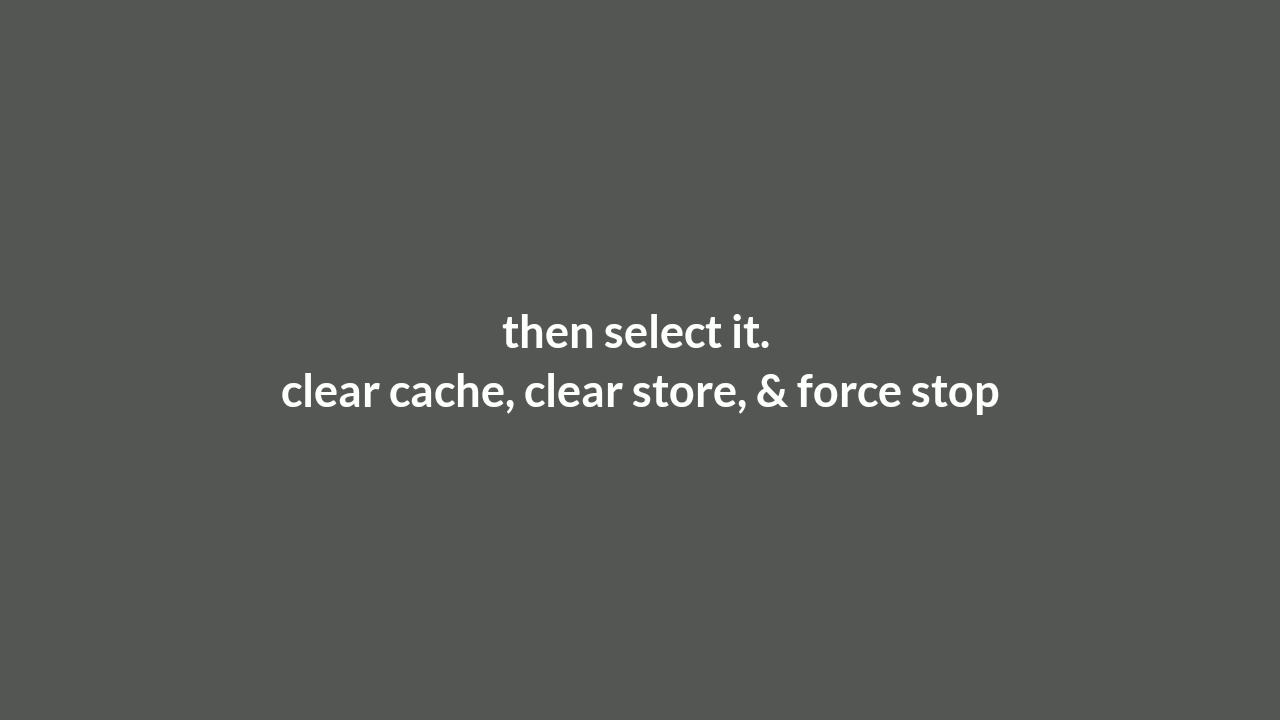 then select it.
clear cache, clear store, & force stop